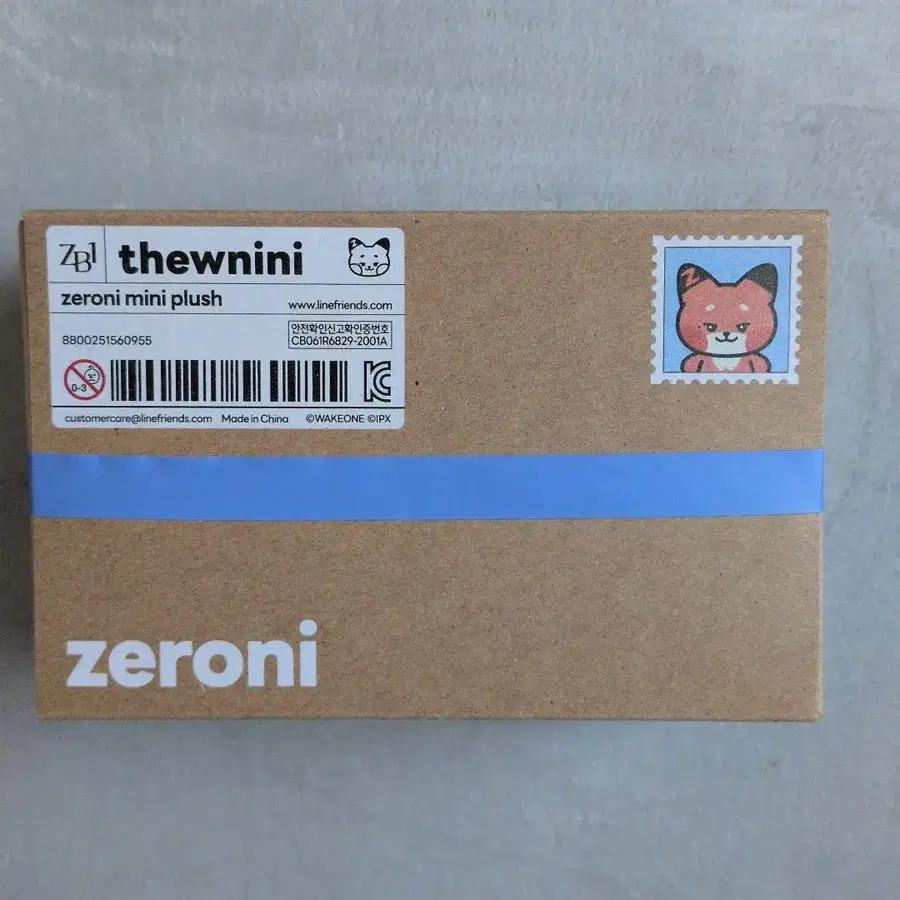 ZB1 thewnini
zeroni mini plush www.linefriends.com
8800251560955
안전확인신고확인증번호
CB061R6829-2001A
0-3
customercare@linefriends.com Made in China ©WAKEONE ©IPX
Z
zeroni